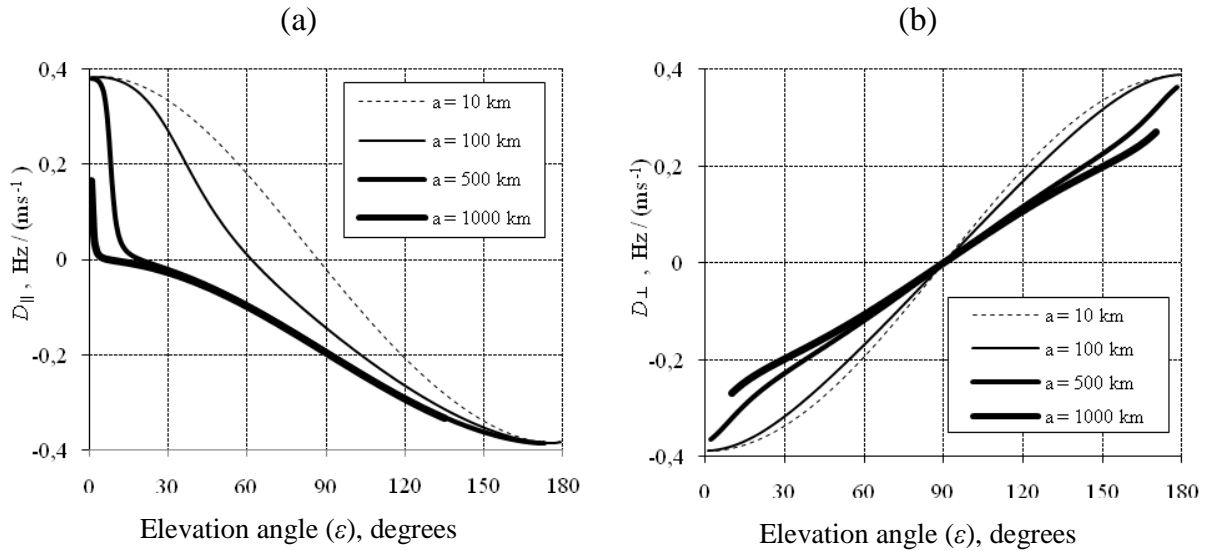 (a)
0,4
0,2
0
-0,2
-0,4
D∥ , Hz / (ms⁻¹)
a = 10 km
a = 100 km
a = 500 km
a = 1000 km
0 30 60 90 120 150 180
Elevation angle (ε), degrees
(b)
0,4
0,2
0
-0,2
-0,4
D⊥ , Hz / (ms⁻¹)
a = 10 km
a = 100 km
a = 500 km
a = 1000 km
0 30 60 90 120 150 180
Elevation angle (ε), degrees